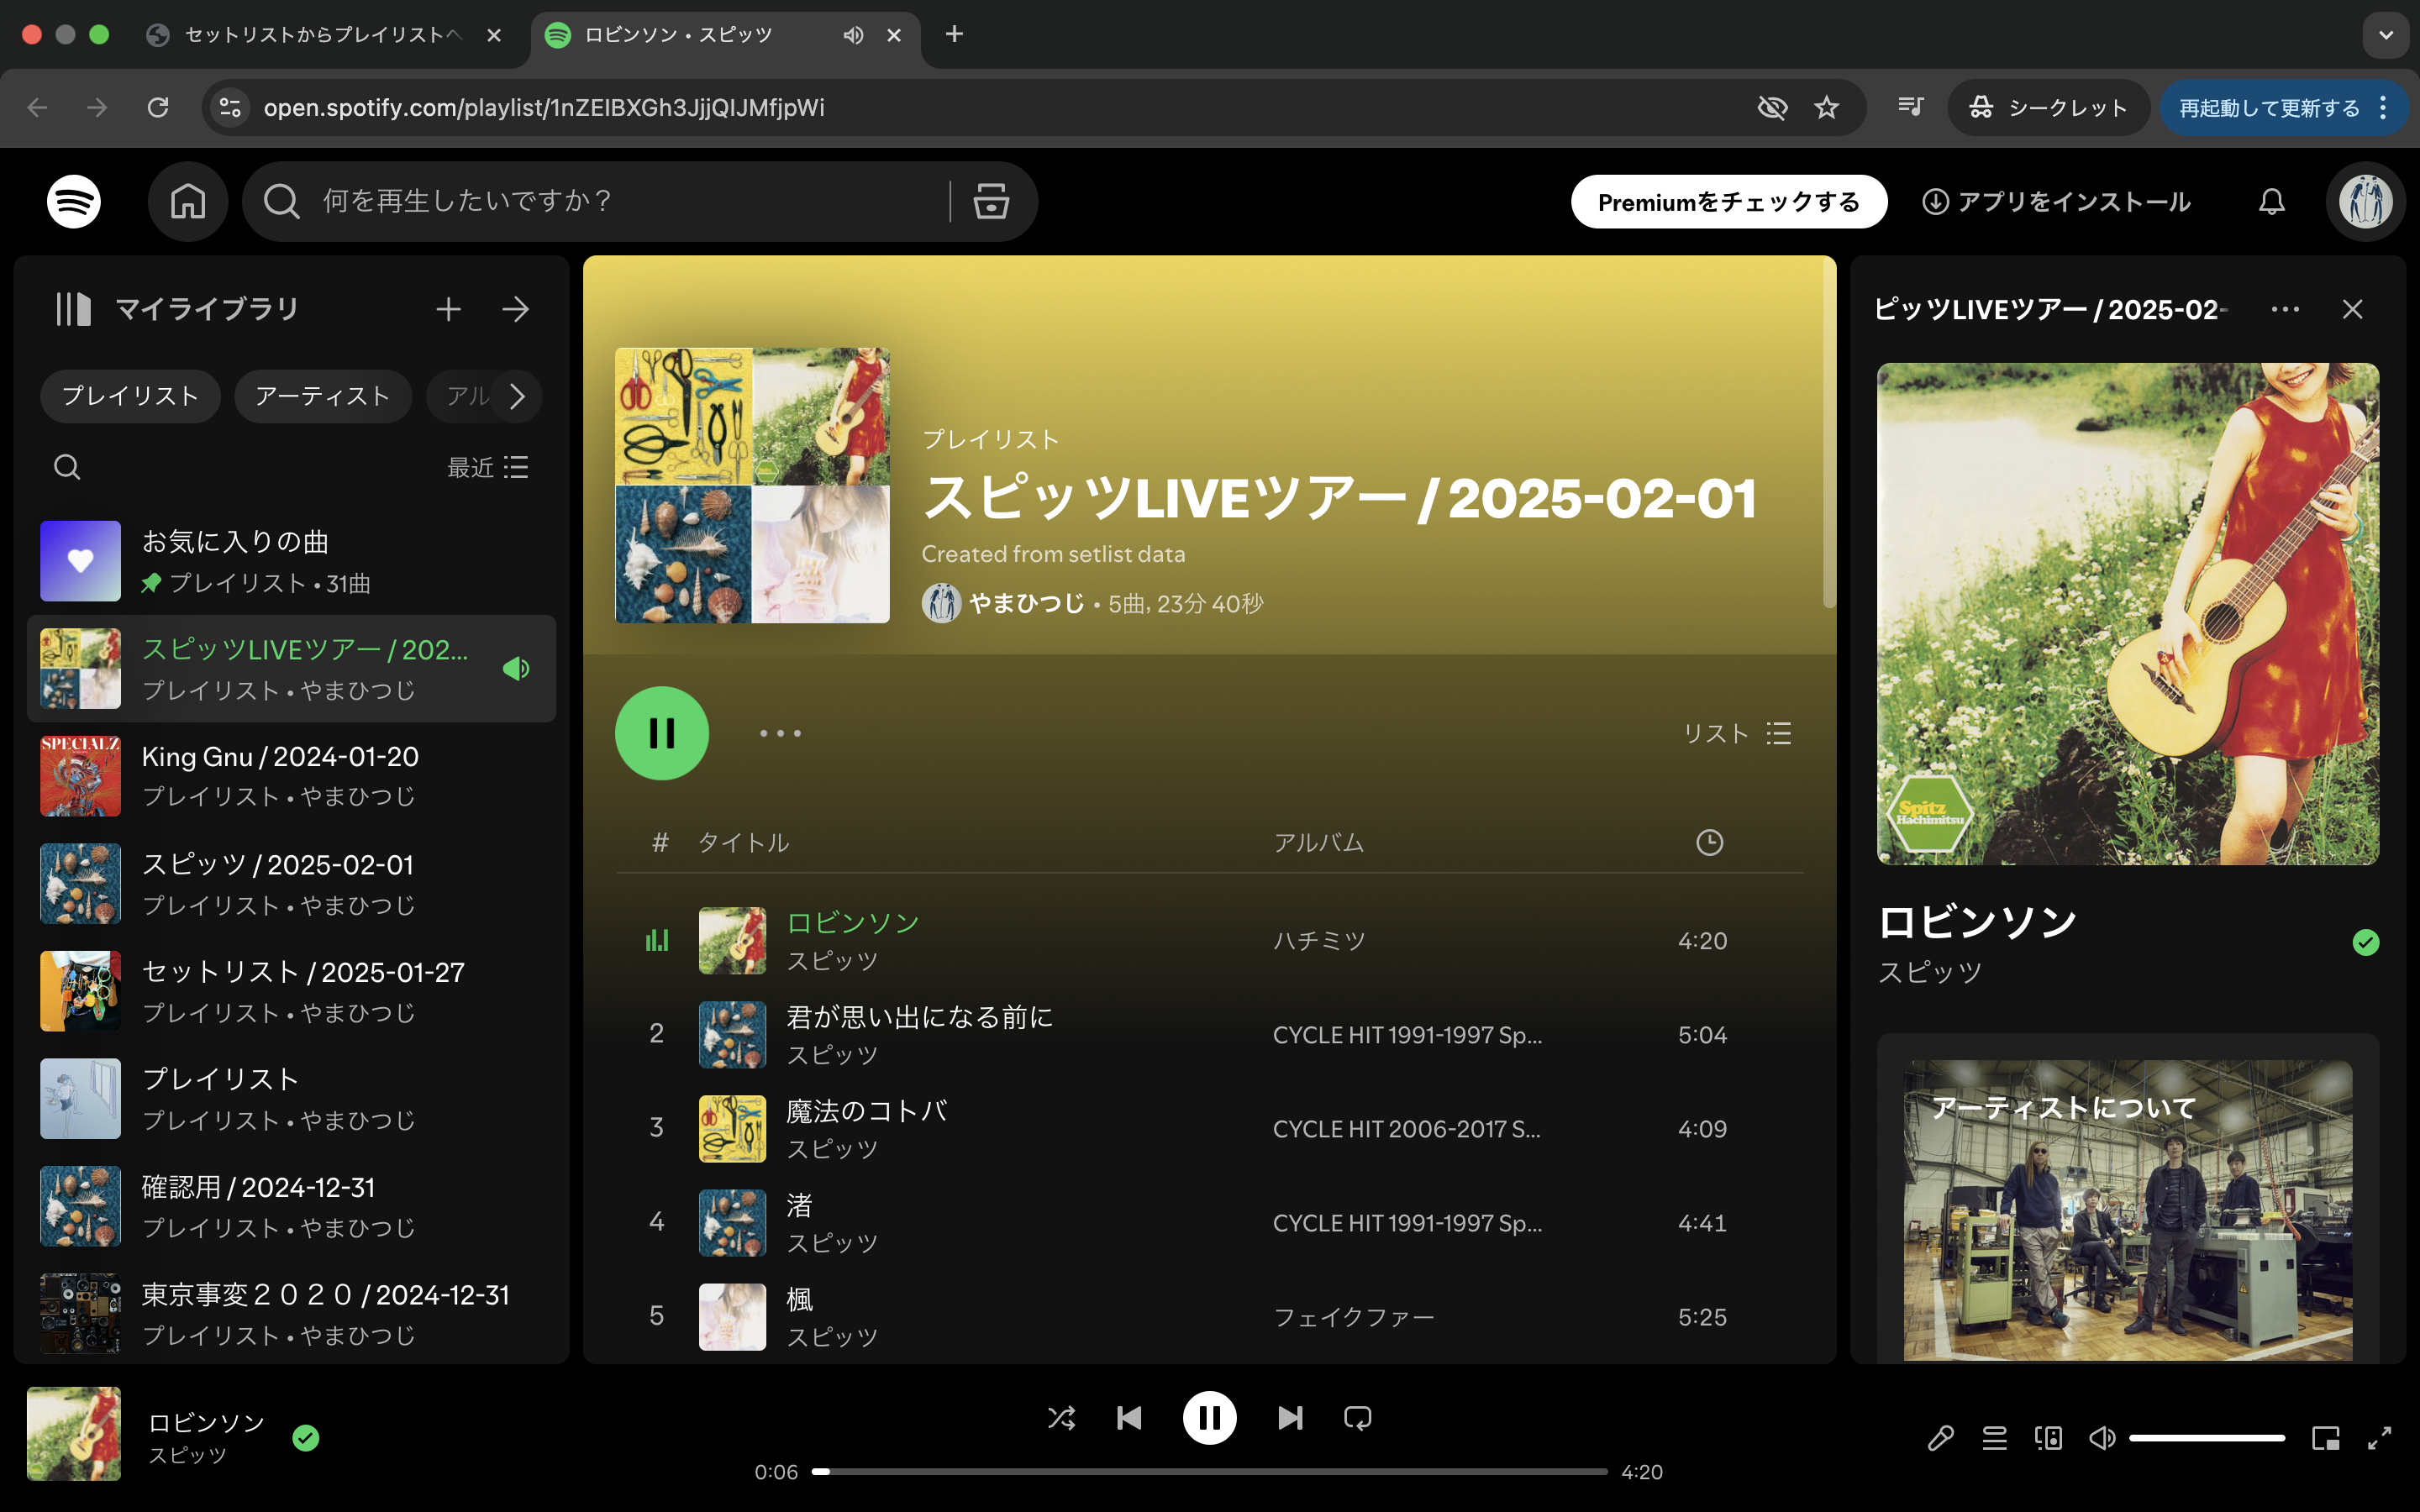 セットリストからプレイリストへ
ロビンソン • スピッツ
open.spotify.com/playlist/1nZEIBXGh3JjjQIJMfjpWi
シークレット
再起動して更新する
何を再生したいですか？
Premiumをチェックする
アプリをインストール
マイライブラリ
プレイリスト
アーティスト
アル
最近
お気に入りの曲
プレイリスト • 31曲
スピッツLIVEツアー / 202...
プレイリスト • やまひつじ
King Gnu / 2024-01-20
プレイリスト • やまひつじ
スピッツ / 2025-02-01
プレイリスト • やまひつじ
セットリスト / 2025-01-27
プレイリスト • やまひつじ
プレイリスト
プレイリスト • やまひつじ
確認用 / 2024-12-31
プレイリスト • やまひつじ
東京事変２０２０ / 2024-12-31
プレイリスト • やまひつじ
SPECIALZ
プレイリスト
スピッツLIVEツアー / 2025-02-01
Created from setlist data
やまひつじ • 5曲, 23分 40秒
リスト
# タイトル アルバム
ロビンソン
スピッツ
ハチミツ
4:20
2
君が思い出になる前に
スピッツ
CYCLE HIT 1991-1997 Sp...
5:04
3
魔法のコトバ
スピッツ
CYCLE HIT 2006-2017 S...
4:09
4
渚
スピッツ
CYCLE HIT 1991-1997 Sp...
4:41
5
楓
スピッツ
フェイクファー
5:25
ピッツLIVEツアー / 2025-02-
Spitz
Hachimitsu
ロビンソン
スピッツ
アーティストについて
ロビンソン
スピッツ
0:06
4:20